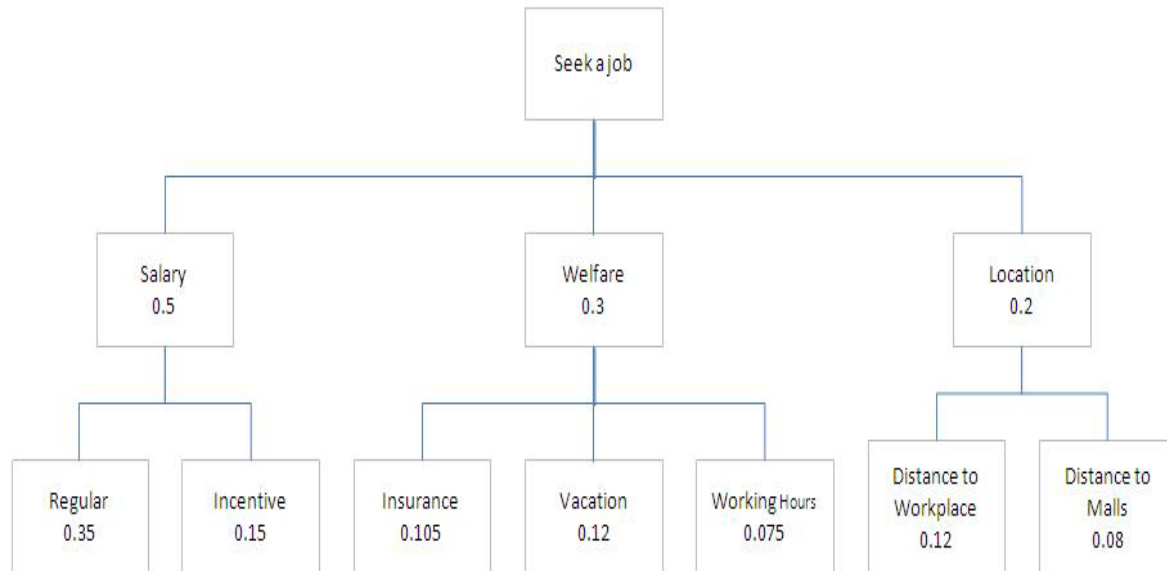 Seek a job
Salary
0.5
Welfare
0.3
Location
0.2
Regular
0.35
Incentive
0.15
Insurance
0.105
Vacation
0.12
Working Hours
0.075
Distance to
Workplace
0.12
Distance to
Malls
0.08